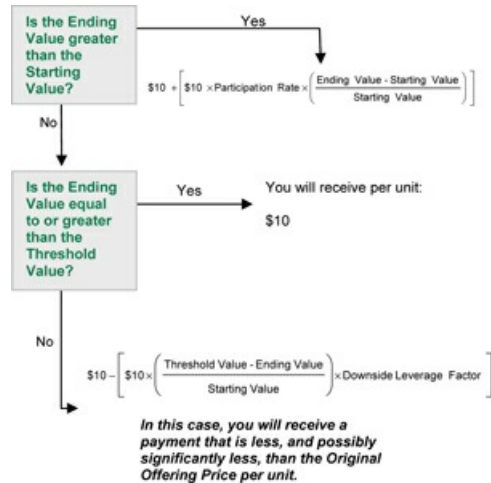 Is the Ending
Value greater
than the
Starting
Value?
Yes
$10 + [ $10 × Participation Rate × ( Ending Value - Starting Value / Starting Value ) ]
No
Is the Ending
Value equal
to or greater
than the
Threshold
Value?
Yes
You will receive per unit:
$10
No
$10 – [ $10 × ( Threshold Value - Ending Value / Starting Value ) × Downside Leverage Factor ]
In this case, you will receive a
payment that is less, and possibly
significantly less, than the Original
Offering Price per unit.